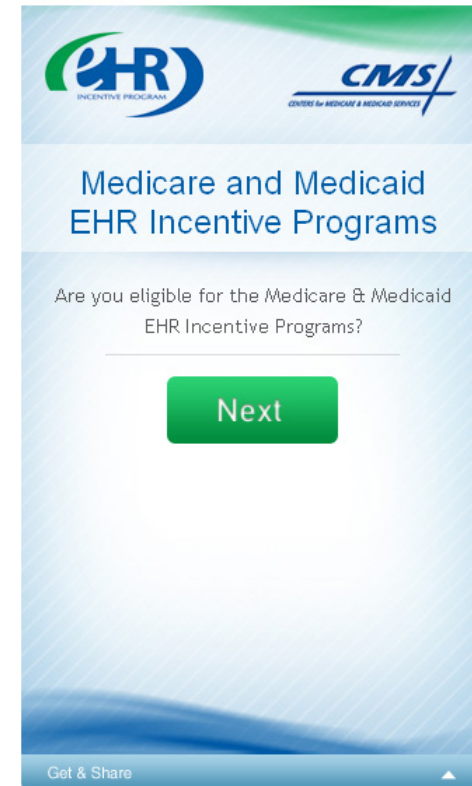 eHR
INCENTIVE PROGRAM
CMS
CENTERS for MEDICARE & MEDICAID SERVICES
Medicare and Medicaid
EHR Incentive Programs
Are you eligible for the Medicare & Medicaid
EHR Incentive Programs?
Next
Get & Share